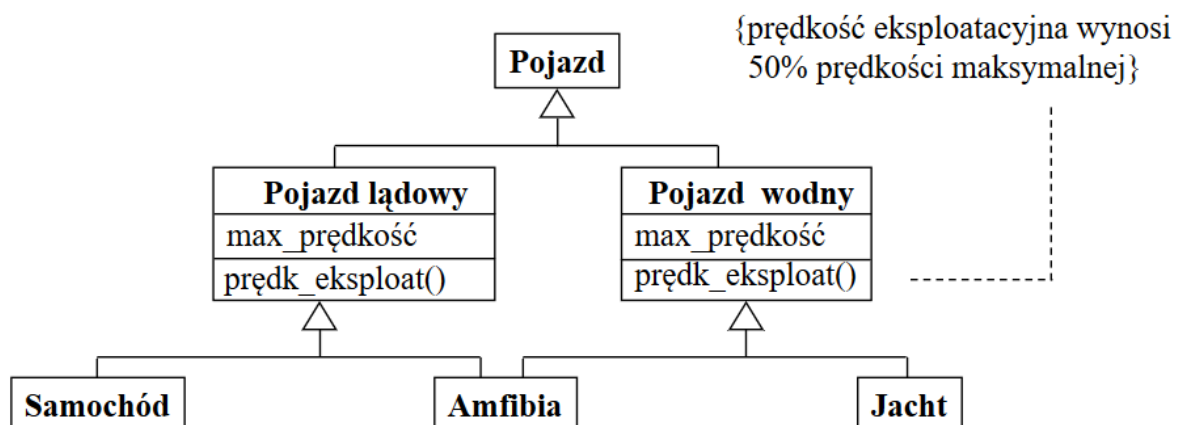 {prędkość eksploatacyjna wynosi
50% prędkości maksymalnej}
Pojazd
Pojazd lądowy
max_prędkość
prędk_eksploat()
Pojazd wodny
max_prędkość
prędk_eksploat()
Samochód
Amfibia
Jacht